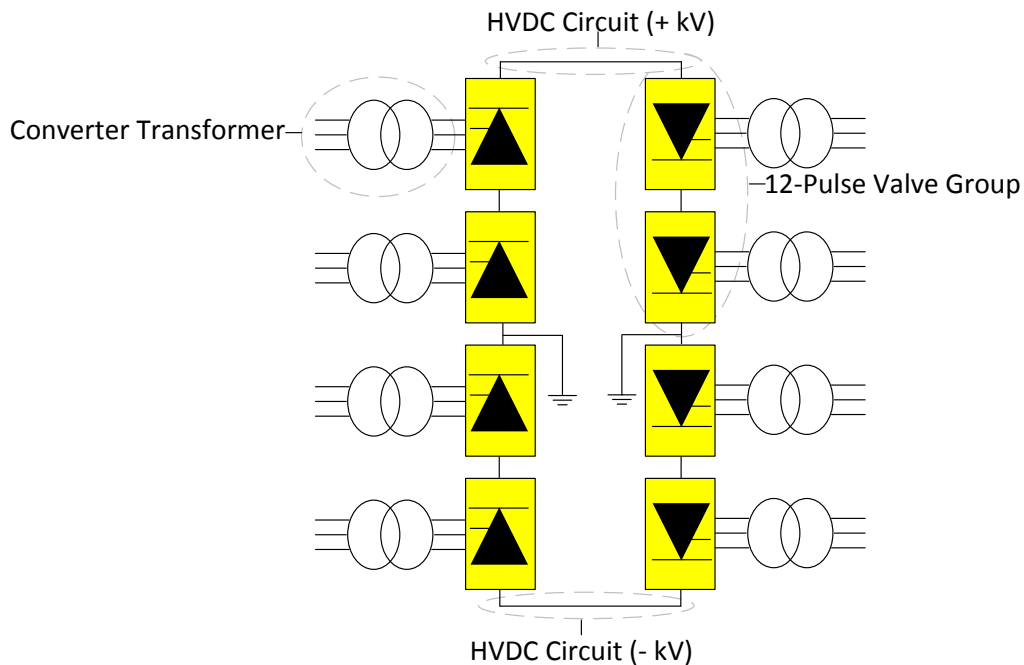 HVDC Circuit (+ kV)
Converter Transformer
12-Pulse Valve Group
HVDC Circuit (- kV)